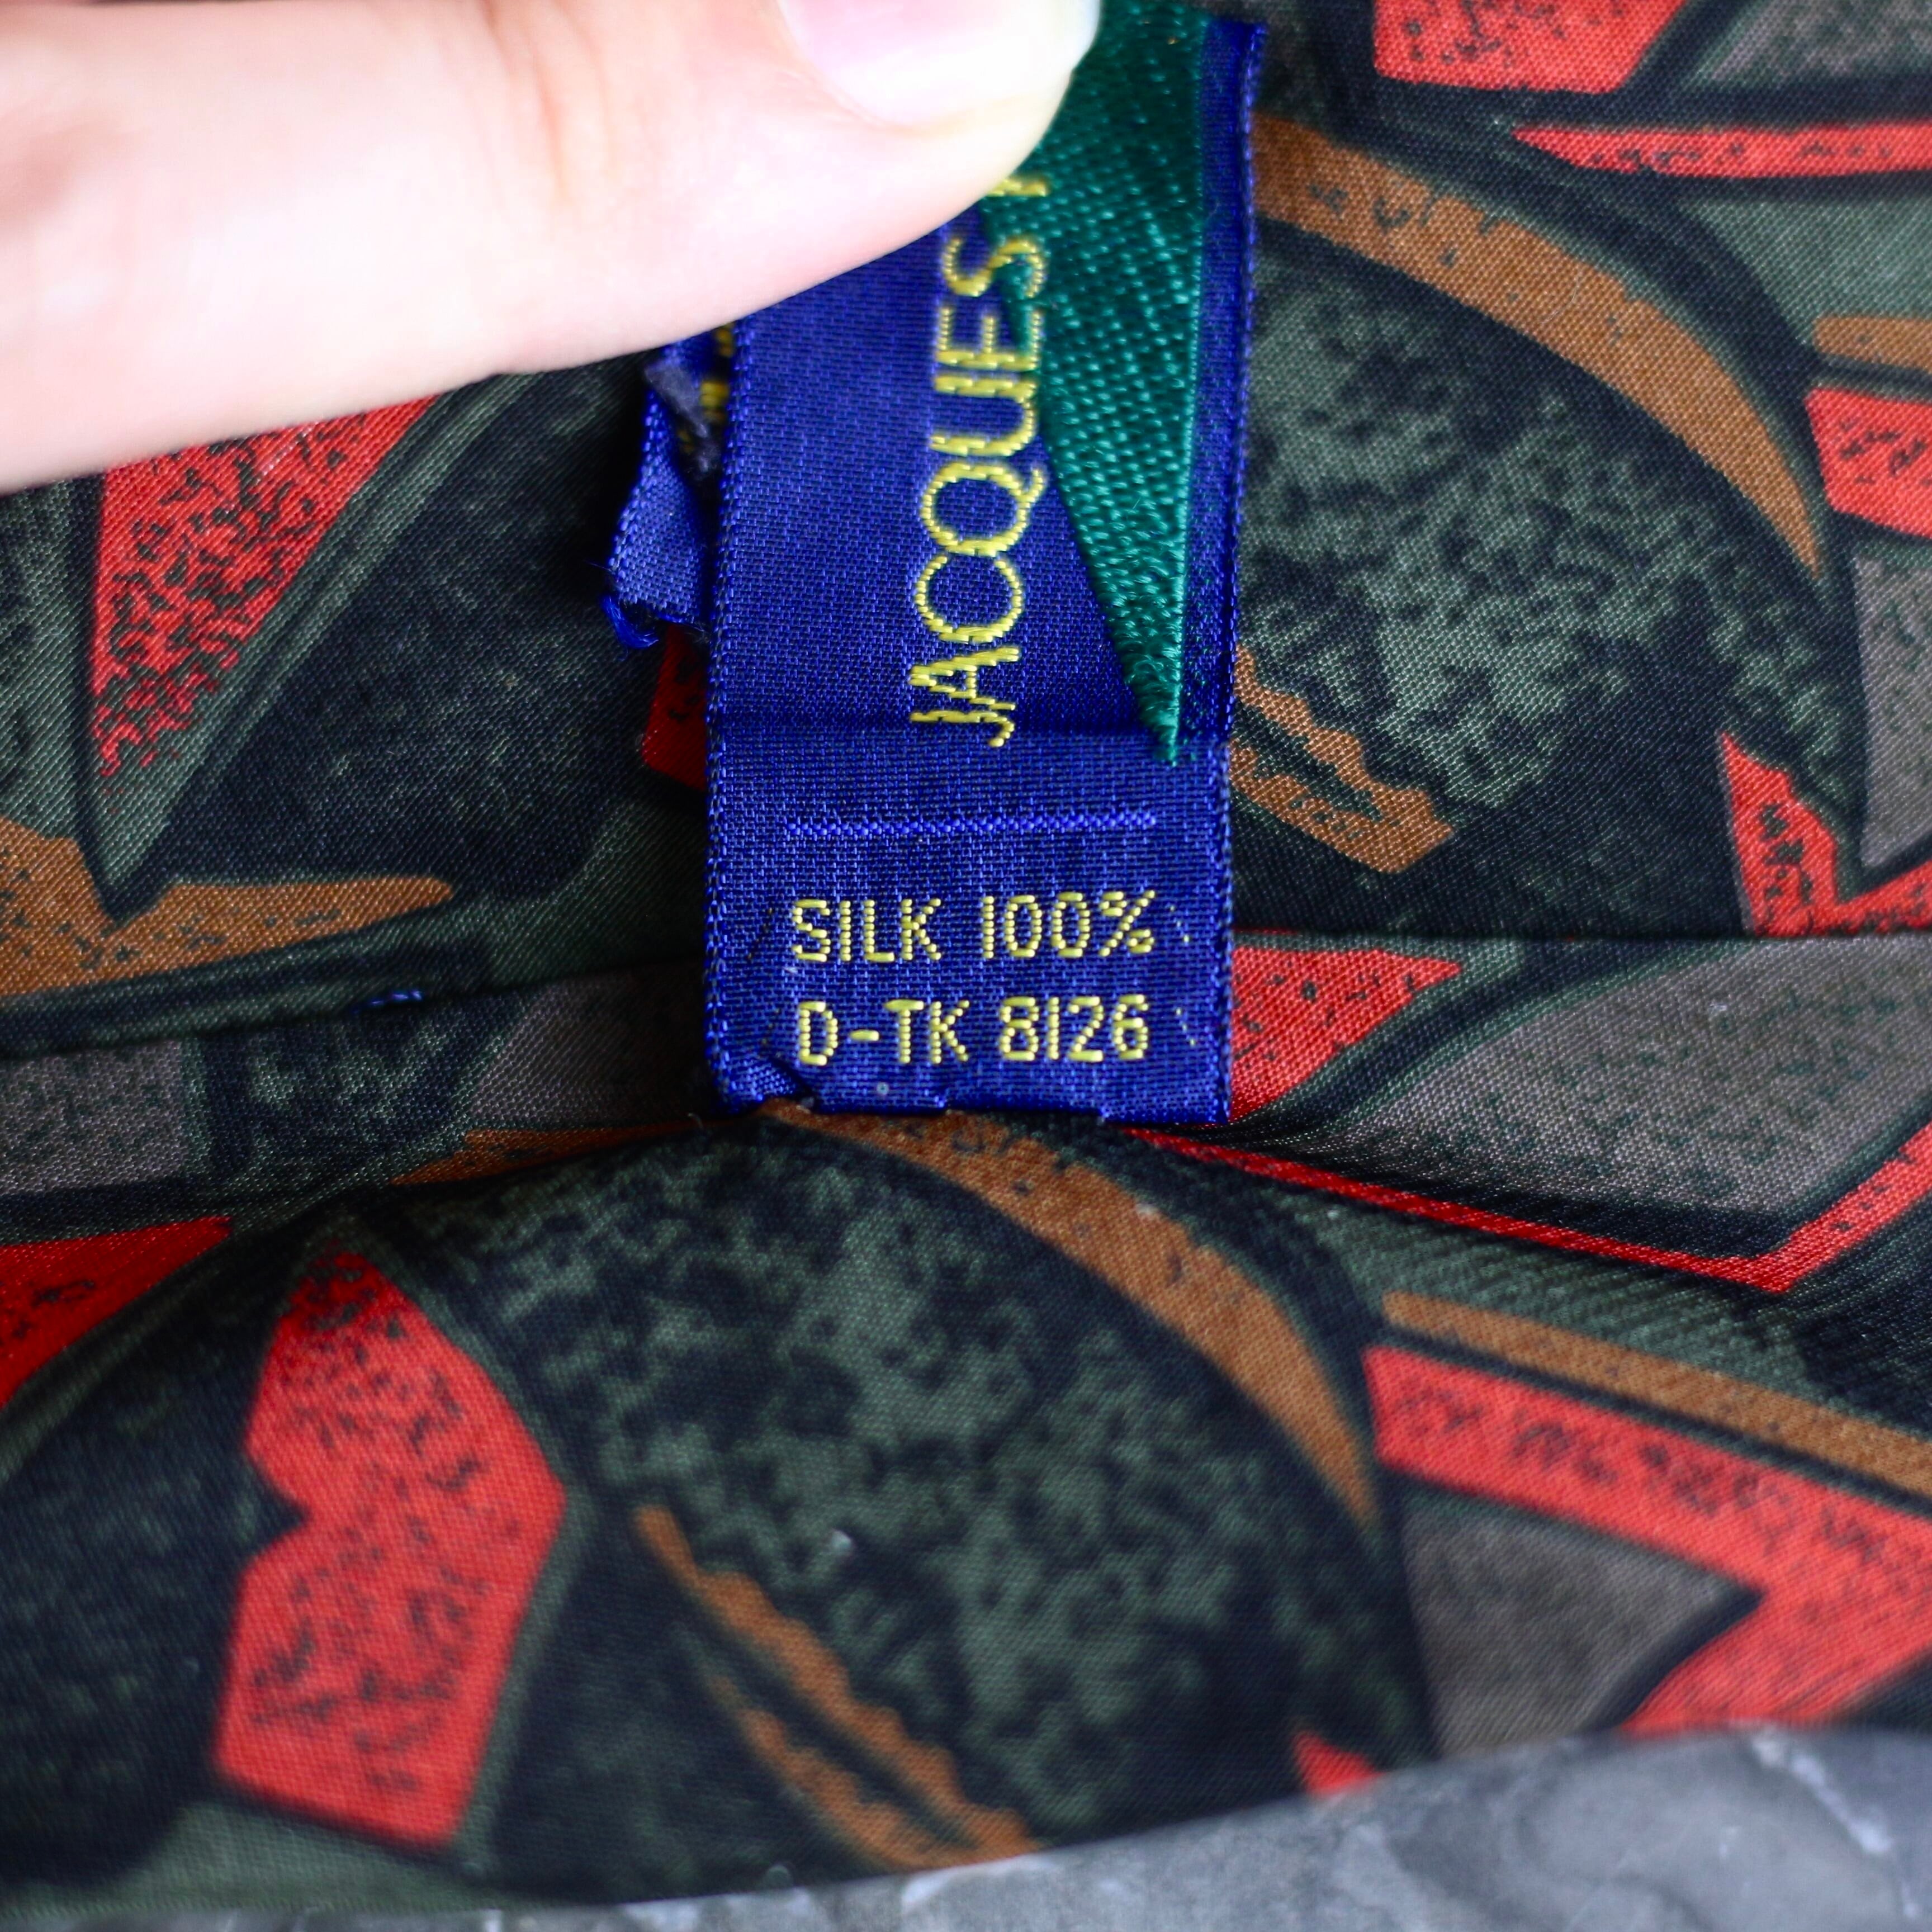 JACQUES
SILK 100%
D-TK 8126